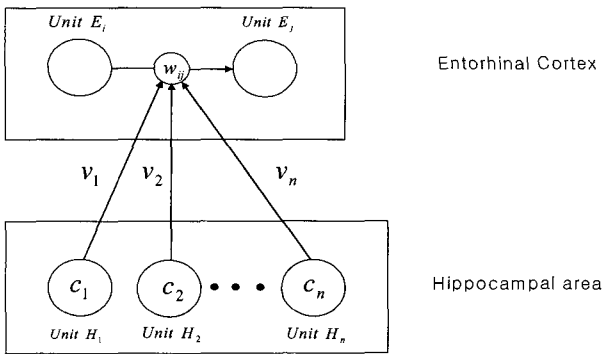 Unit E_i
Unit E_j
w_ij
Entorhinal Cortex
v_1
v_2
v_n
c_1
c_2
c_n
Hippocampal area
Unit H_1
Unit H_2
Unit H_n